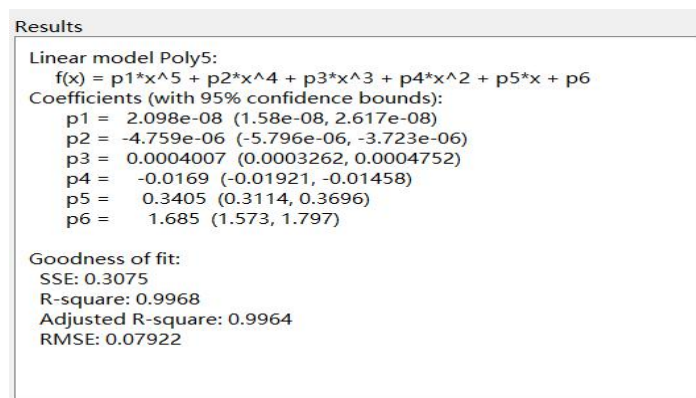 Results
Linear model Poly5:
f(x) = p1*x^5 + p2*x^4 + p3*x^3 + p4*x^2 + p5*x + p6
Coefficients (with 95% confidence bounds):
p1 = 2.098e-08 (1.58e-08, 2.617e-08)
p2 = -4.759e-06 (-5.796e-06, -3.723e-06)
p3 = 0.0004007 (0.0003262, 0.0004752)
p4 = -0.0169 (-0.01921, -0.01458)
p5 = 0.3405 (0.3114, 0.3696)
p6 = 1.685 (1.573, 1.797)
Goodness of fit:
SSE: 0.3075
R-square: 0.9968
Adjusted R-square: 0.9964
RMSE: 0.07922